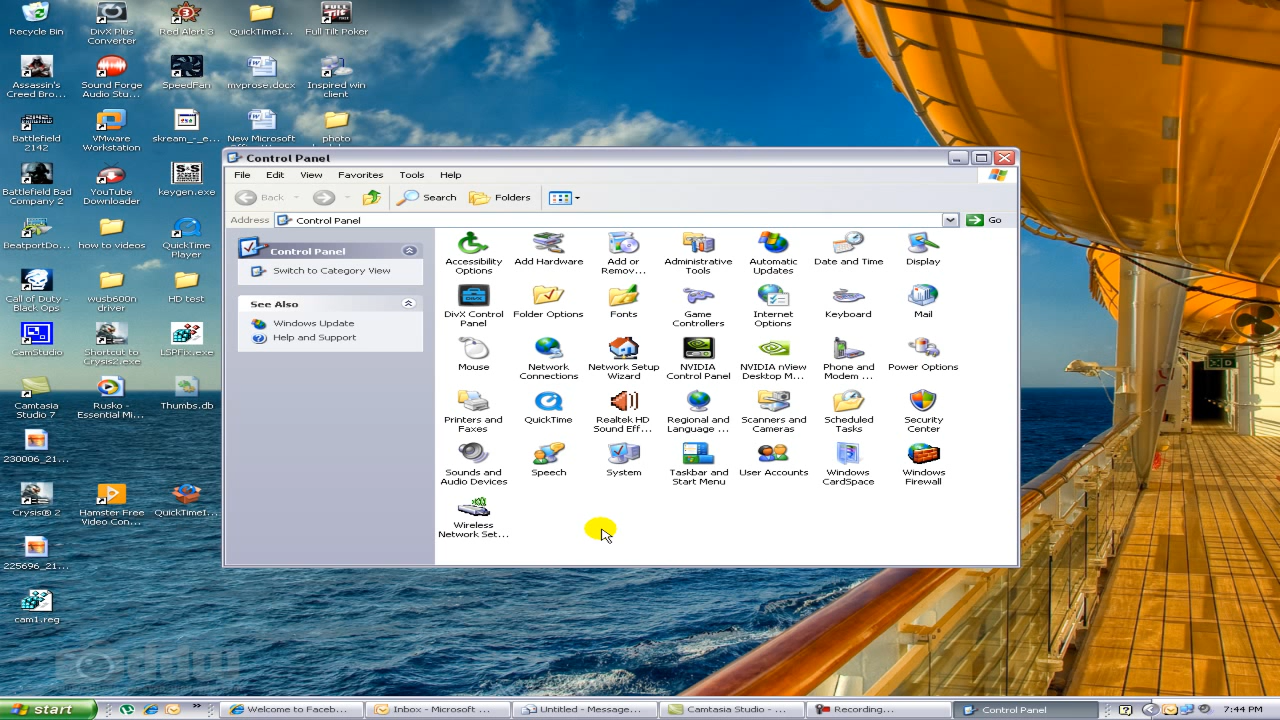 Recycle Bin
DivX Plus
Converter
Red Alert 3
QuickTimeI...
Full Tilt Poker
Assassin's
Creed Bro...
Sound Forge
Audio Stu...
SpeedFan
mvprose.docx
Inspired win
client
Battlefield
2142
VMware
Workstation
skream_-_e...
New Microsoft
photo
Battlefield Bad
Company 2
YouTube
Downloader
keygen.exe
BeatportDo...
how to videos
QuickTime
Player
Call of Duty -
Black Ops
wusb600n
driver
HD test
CamStudio
Shortcut to
Crysis2.exe
LSPFix.exe
Camtasia
Studio 7
Rusko -
Essential Mi...
Thumbs.db
230006_21...
Crysis® 2
Hamster Free
Video Con...
QuickTimeI...
225696_21...
cam1.reg
Control Panel
File
Favorites
Tools
Help
Back
Search
Folders
Address
Control Panel
Go
Control Panel
Switch to Category View
See Also
Windows Update
Help and Support
Accessibility
Options
Add Hardware
Add or
Remov...
Administrative
Tools
Automatic
Updates
Date and Time
Display
DivX Control
Panel
Folder Options
Fonts
Game
Controllers
Internet
Options
Keyboard
Mail
Mouse
Network
Connections
Network Setup
Wizard
NVIDIA
Control Panel
NVIDIA nView
Desktop M...
Phone and
Modem ...
Power Options
Printers and
Faxes
QuickTime
Realtek HD
Sound Eff...
Regional and
Language ...
Scanners and
Cameras
Scheduled
Tasks
Security
Center
Sounds and
Audio Devices
Speech
System
Taskbar and
Start Menu
User Accounts
Windows
CardSpace
Windows
Firewall
Wireless
Network Set...
start
Welcome to Faceb...
Inbox - Microsoft ...
Untitled - Message...
Camtasia Studio - ...
Recording...
Control Panel
7:44 PM